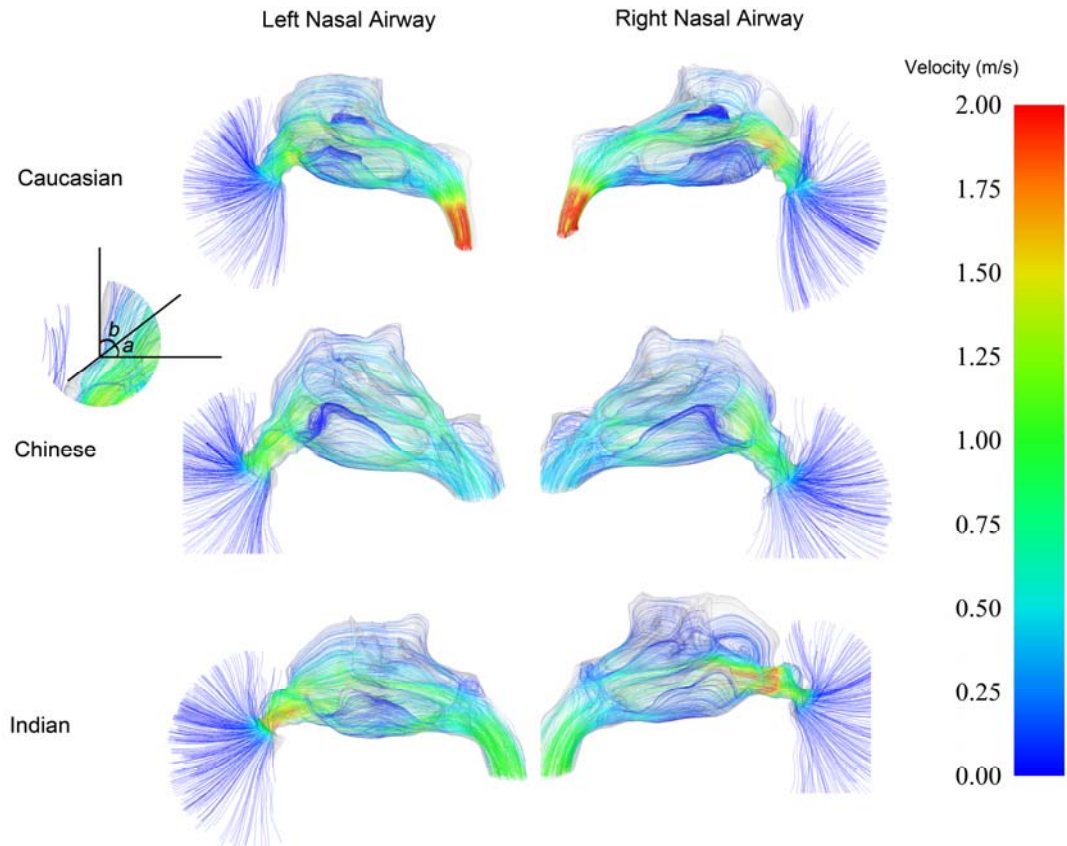 Left Nasal Airway
Right Nasal Airway
Velocity (m/s)
2.00
Caucasian
1.75
1.50
b
a
1.25
Chinese
1.00
0.75
0.50
Indian
0.25
0.00